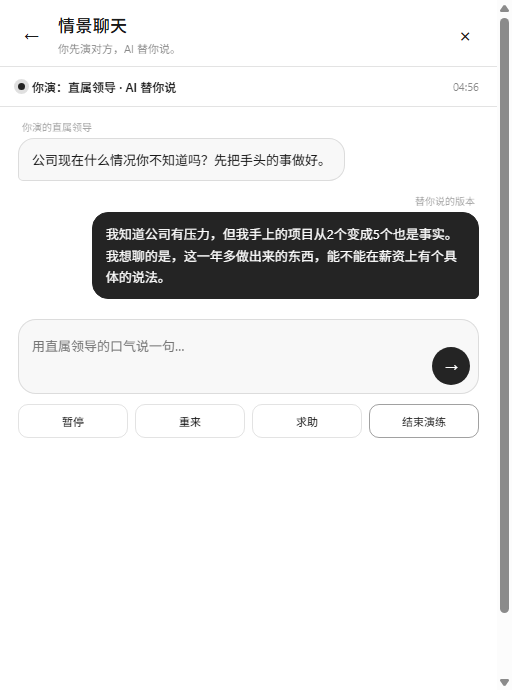 ←
情景聊天
你先演对方，AI 替你说。
×
你演：直属领导 · AI 替你说
04:56
你演的直属领导
公司现在什么情况你不知道吗？先把手头的事做好。
替你说的版本
我知道公司有压力，但我手上的项目从2个变成5个也是事实。
我想聊的是，这一年多做出来的东西，能不能在薪资上有个具
体的说法。
用直属领导的口气说一句...
→
暂停
重来
求助
结束演练